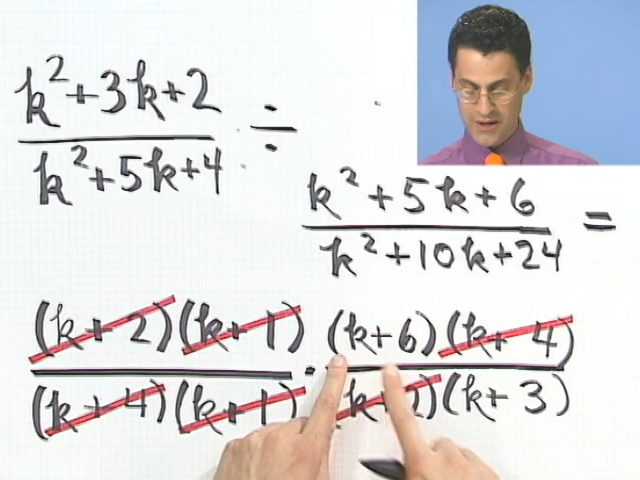 k²+3k+2
k²+5k+4
÷
k²+5k+6
k²+10k+24
=
(k+2)(k+1) · (k+6)(k+4)
(k+4)(k+1) (k+2)(k+3)